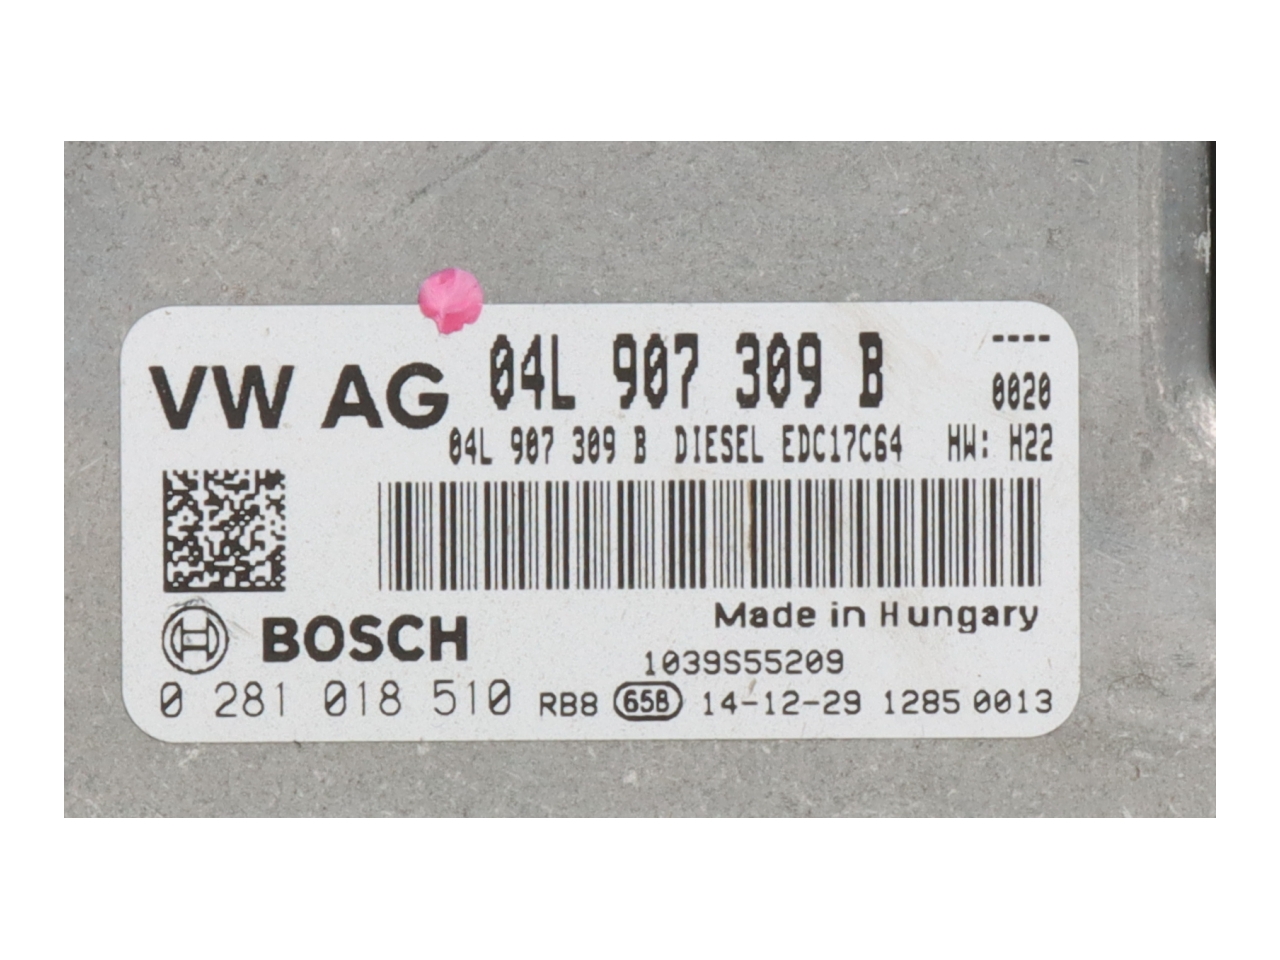 VW AG 04L 907 309 B ----
0020
04L 907 309 B DIESEL EDC17C64 HW: H22
Made in Hungary
BOSCH
1039S55209
0 281 018 510 RB8 65B 14-12-29 1285 0013